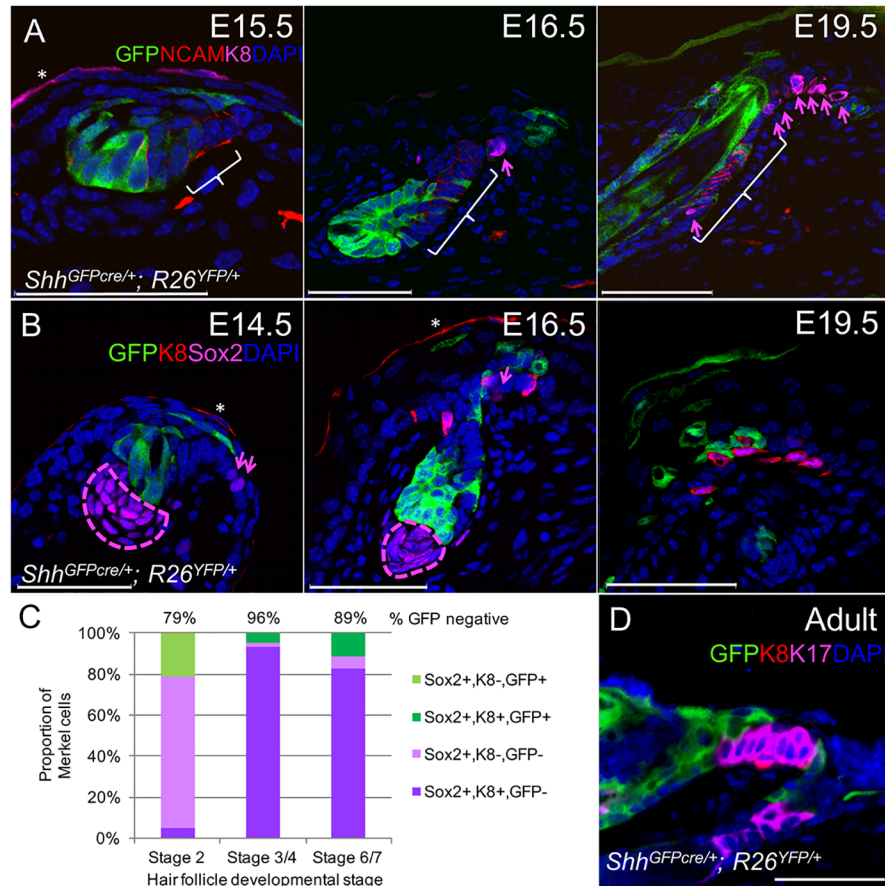 A
E15.5
GFPNCAMK8DAPI
*
Shh^GFPcre/+; R26^YFP/+
E16.5
E19.5
B
E14.5
GFPK8Sox2DAPI
*
Shh^GFPcre/+; R26^YFP/+
E16.5
*
E19.5
C
79% 96% 89% % GFP negative
100%
80%
60%
40%
20%
0%
Proportion of
Merkel cells
Stage 2 Stage 3/4 Stage 6/7
Hair follicle developmental stage
Sox2+,K8-,GFP+
Sox2+,K8+,GFP+
Sox2+,K8-,GFP-
Sox2+,K8+,GFP-
D
Adult
GFPK8K17DAPI
Shh^GFPcre/+; R26^YFP/+